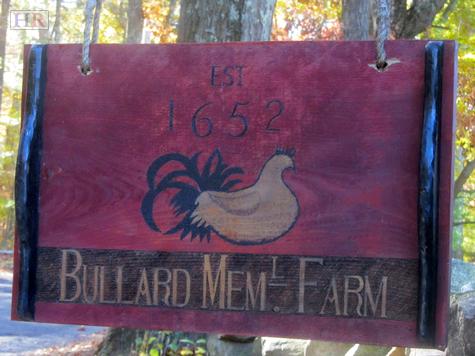 HR
EST
1652
BULLARD MEML. FARM